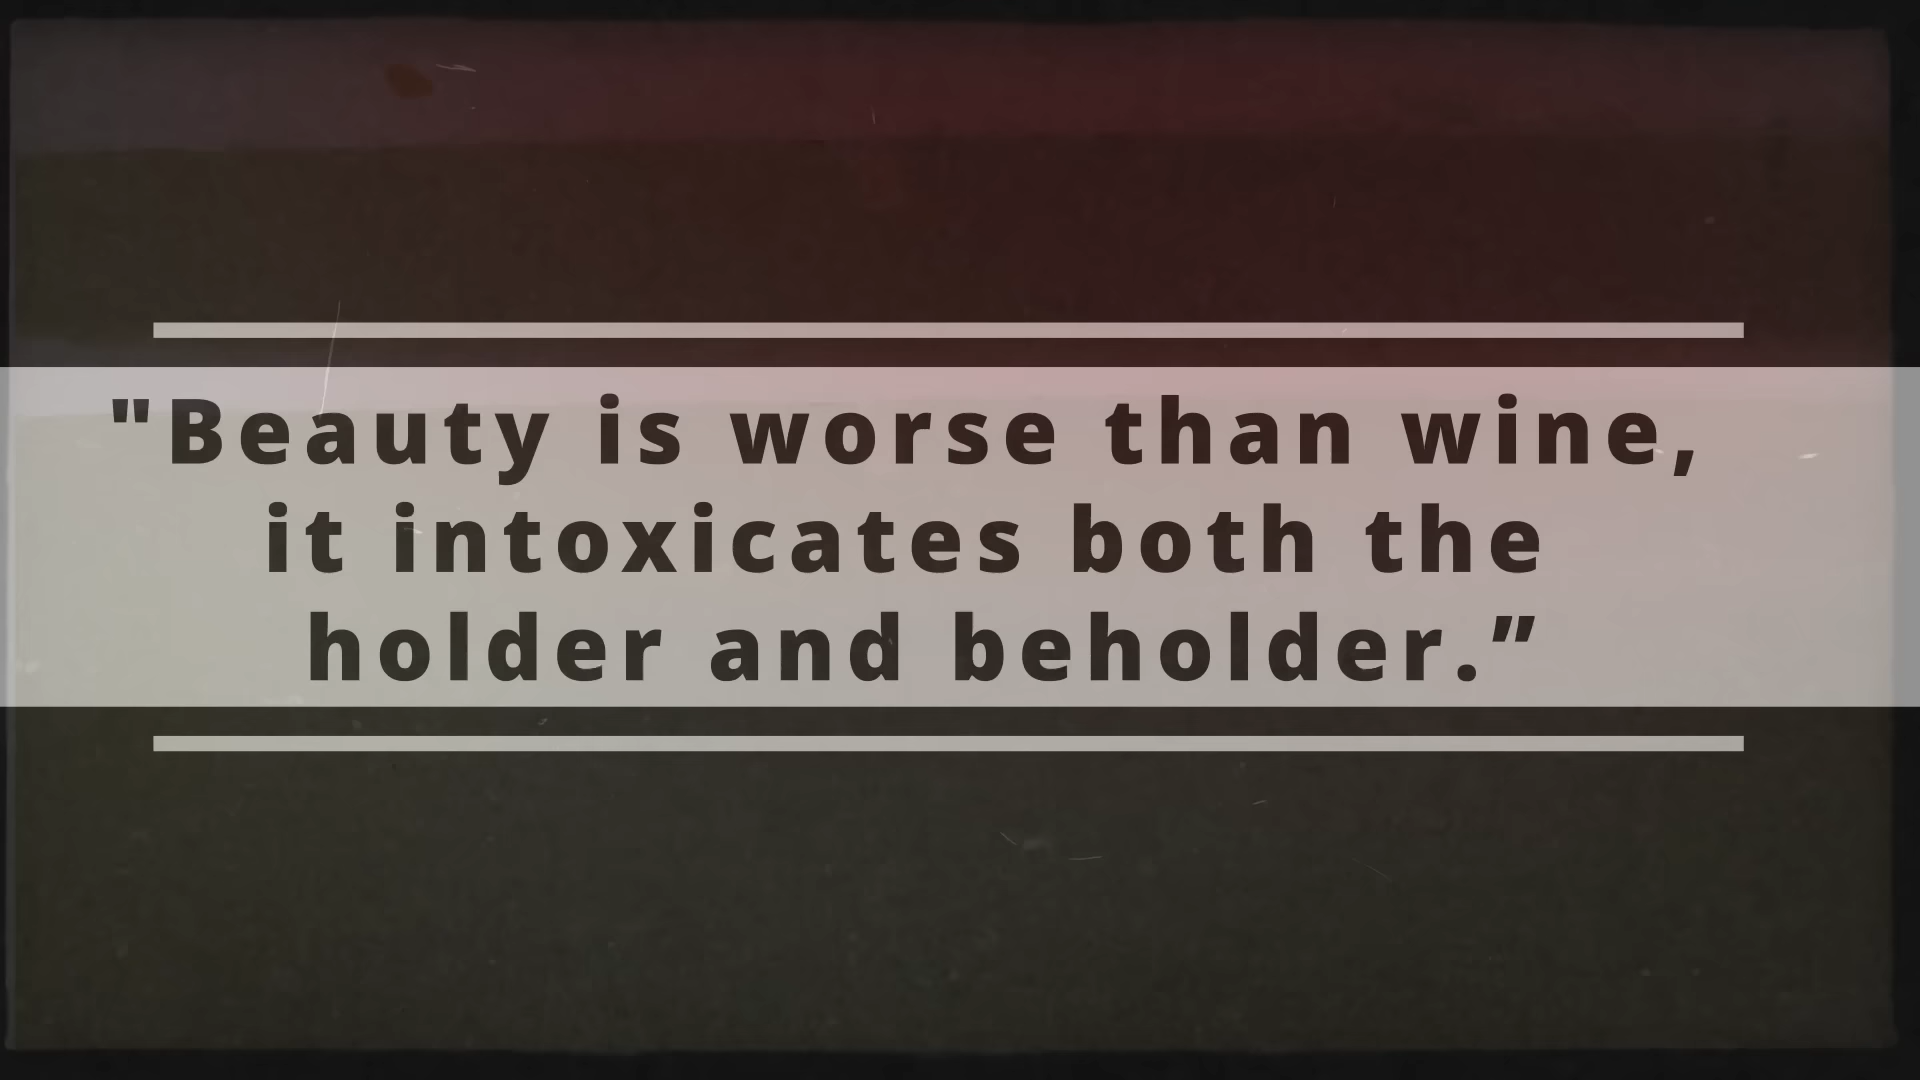 "Beauty is worse than wine,
it intoxicates both the
holder and beholder.”